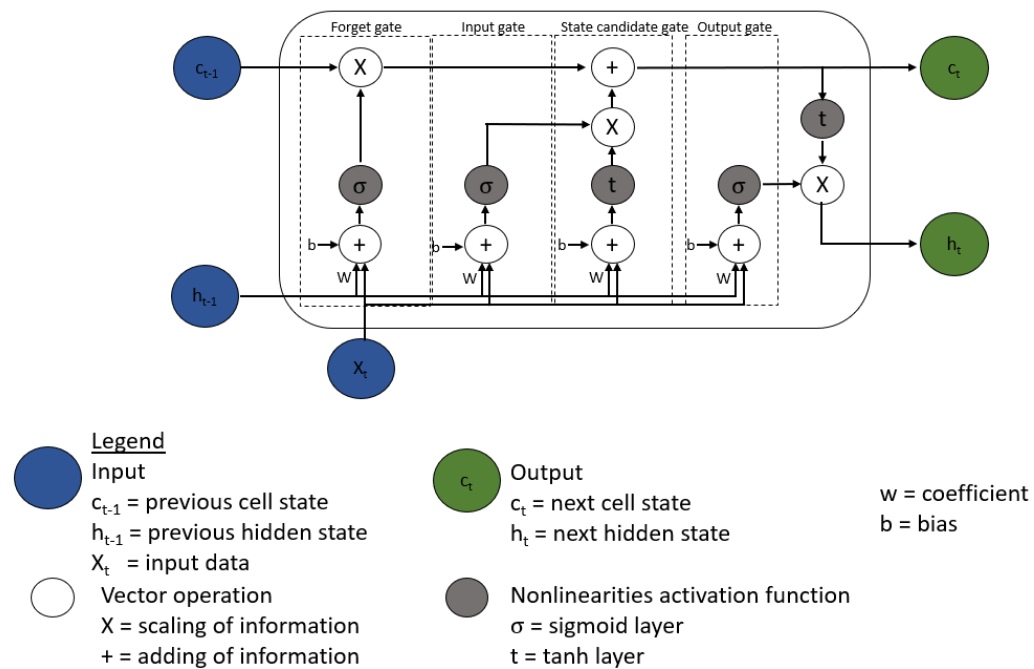 Forget gate Input gate State candidate gate Output gate
c_{t-1} X + c_t
t
X
σ σ t σ X
b + b + b + b + h_t
W W W W
h_{t-1}
X_t
Legend
Input
c_{t-1} = previous cell state
h_{t-1} = previous hidden state
X_t = input data
Vector operation
X = scaling of information
+ = adding of information
c_t
Output
c_t = next cell state
h_t = next hidden state
Nonlinearities activation function
σ = sigmoid layer
t = tanh layer
w = coefficient
b = bias